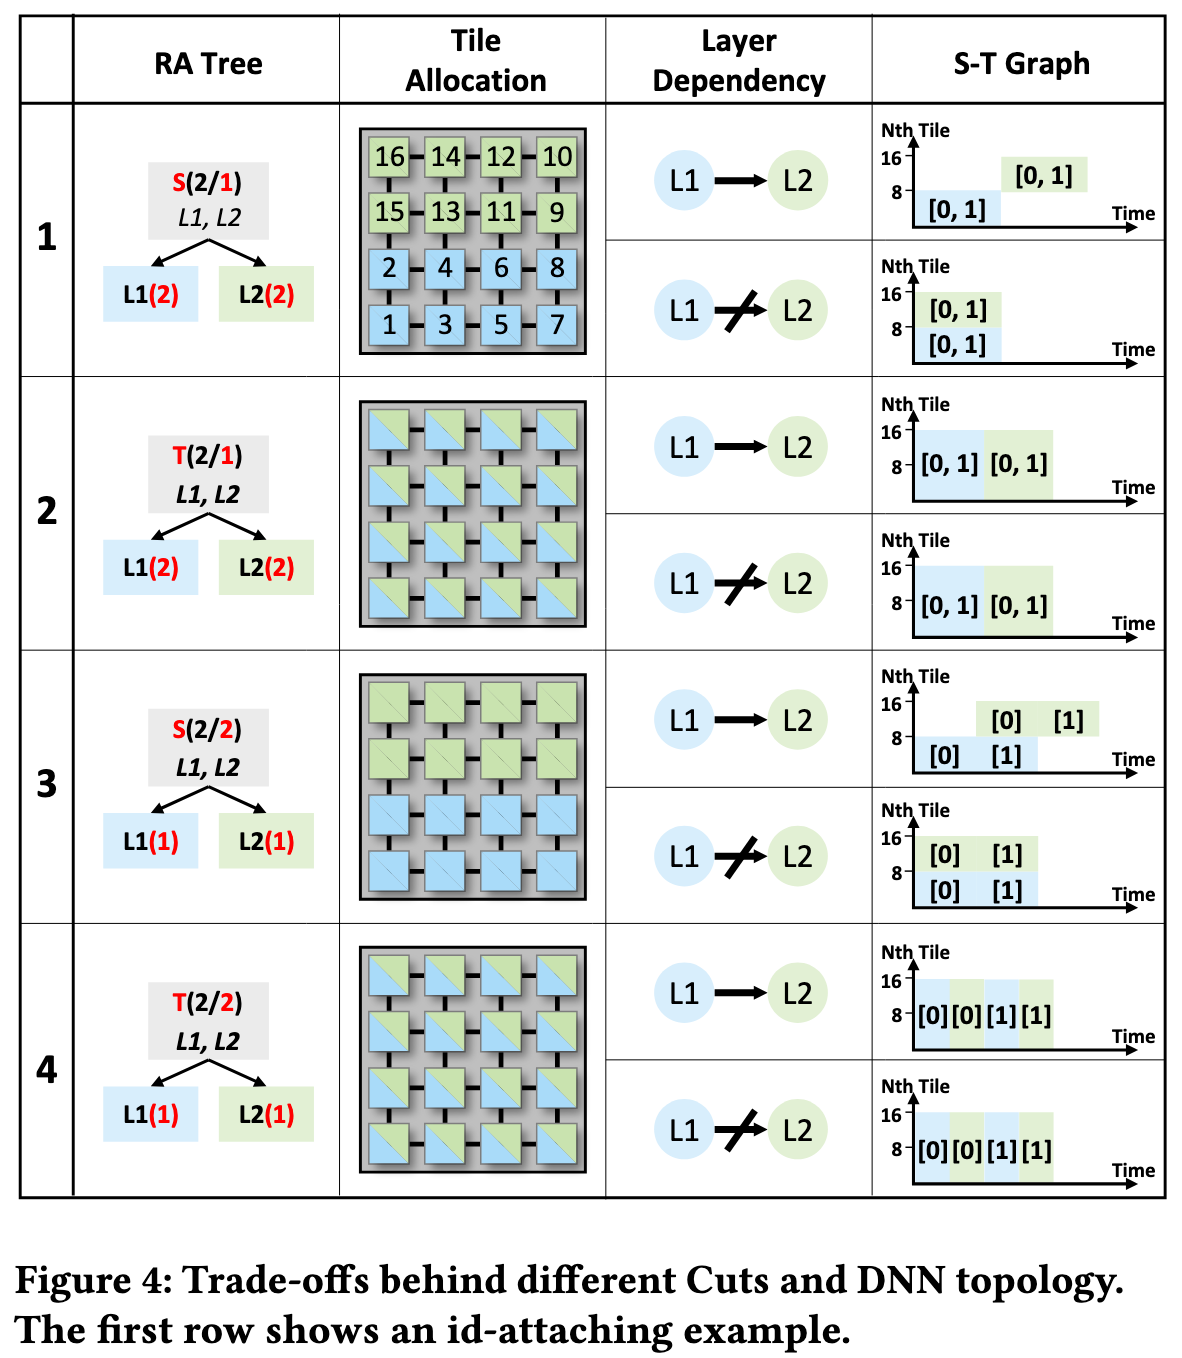 RA Tree
Tile
Allocation
Layer
Dependency
S-T Graph
1
S(2/1)
L1, L2
L1(2)
L2(2)
16 14 12 10
15 13 11 9
2 4 6 8
1 3 5 7
L1 L2
Nth Tile
16
8
[0, 1]
[0, 1]
Time
L1 L2
Nth Tile
16
8
[0, 1]
[0, 1]
Time
2
T(2/1)
L1, L2
L1(2)
L2(2)
L1 L2
Nth Tile
16
8
[0, 1] [0, 1]
Time
L1 L2
Nth Tile
16
8
[0, 1] [0, 1]
Time
3
S(2/2)
L1, L2
L1(1)
L2(1)
L1 L2
Nth Tile
16
8
[0] [1]
[0] [1]
Time
L1 L2
Nth Tile
16
8
[0] [1]
[0] [1]
Time
4
T(2/2)
L1, L2
L1(1)
L2(1)
L1 L2
Nth Tile
16
8
[0] [0] [1] [1]
Time
L1 L2
Nth Tile
16
8
[0] [0] [1] [1]
Time
Figure 4: Trade-offs behind different Cuts and DNN topology.
The first row shows an id-attaching example.